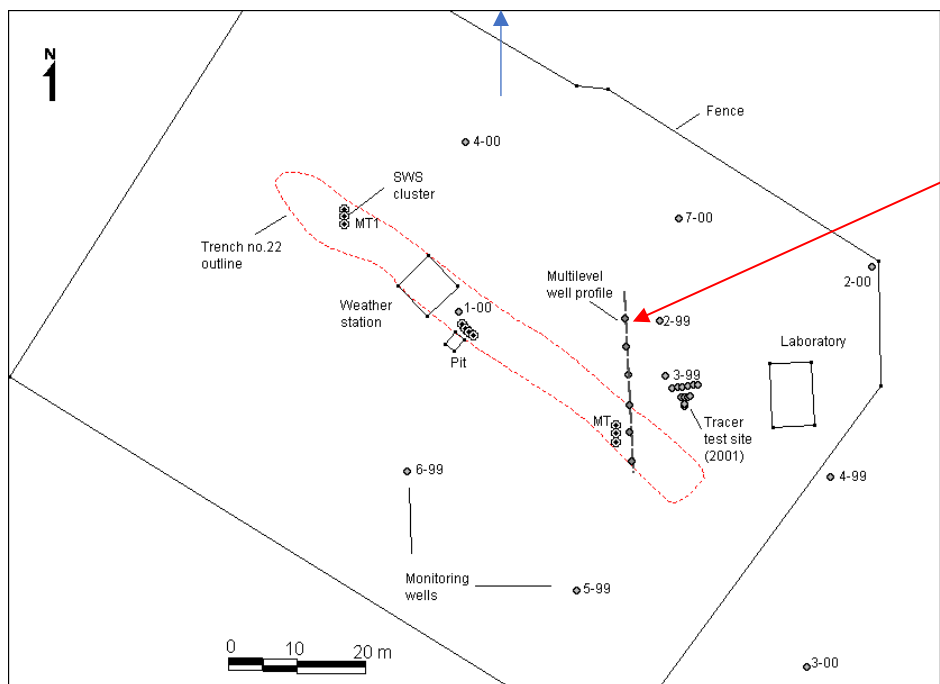 N
Fence
4-00
SWS
cluster
MT1
7-00
Trench no.22
outline
2-00
Multilevel
well profile
1-00
Weather
station
2-99
Laboratory
Pit
3-99
MT
Tracer
test site
(2001)
6-99
4-99
Monitoring
wells
5-99
0 10 20 m
3-00